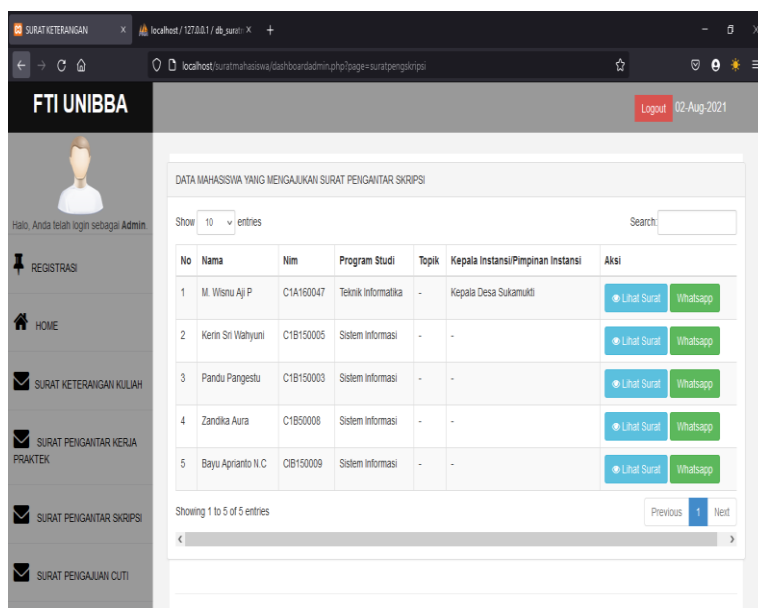 SURAT KETERANGAN X localhost / 127.0.0.1 / db_surat X +
localhost/suratmahasiswa/dashboardadmin.php?page=suratpengskripsi
FTI UNIBBA
Logout 02-Aug-2021
Halo, Anda telah login sebagai Admin.
REGISTRASI
HOME
SURAT KETERANGAN KULIAH
SURAT PENGANTAR KERJA
PRAKTEK
SURAT PENGANTAR SKRIPSI
SURAT PENGAJUAN CUTI
DATA MAHASISWA YANG MENGAJUKAN SURAT PENGANTAR SKRIPSI
Show 10 entries Search:
No Nama Nim Program Studi Topik Kepala Instansi/Pimpinan Instansi Aksi
1 M. Wisnu Aji P C1A160047 Teknik Informatika - Kepala Desa Sukamukti Lihat Surat Whatsapp
2 Kerin Sri Wahyuni C1B150005 Sistem Informasi - - Lihat Surat Whatsapp
3 Pandu Pangestu C1B150003 Sistem Informasi - - Lihat Surat Whatsapp
4 Zandika Aura C1B50008 Sistem Informasi - - Lihat Surat Whatsapp
5 Bayu Aprianto N.C CIB150009 Sistem Informasi - - Lihat Surat Whatsapp
Showing 1 to 5 of 5 entries Previous 1 Next